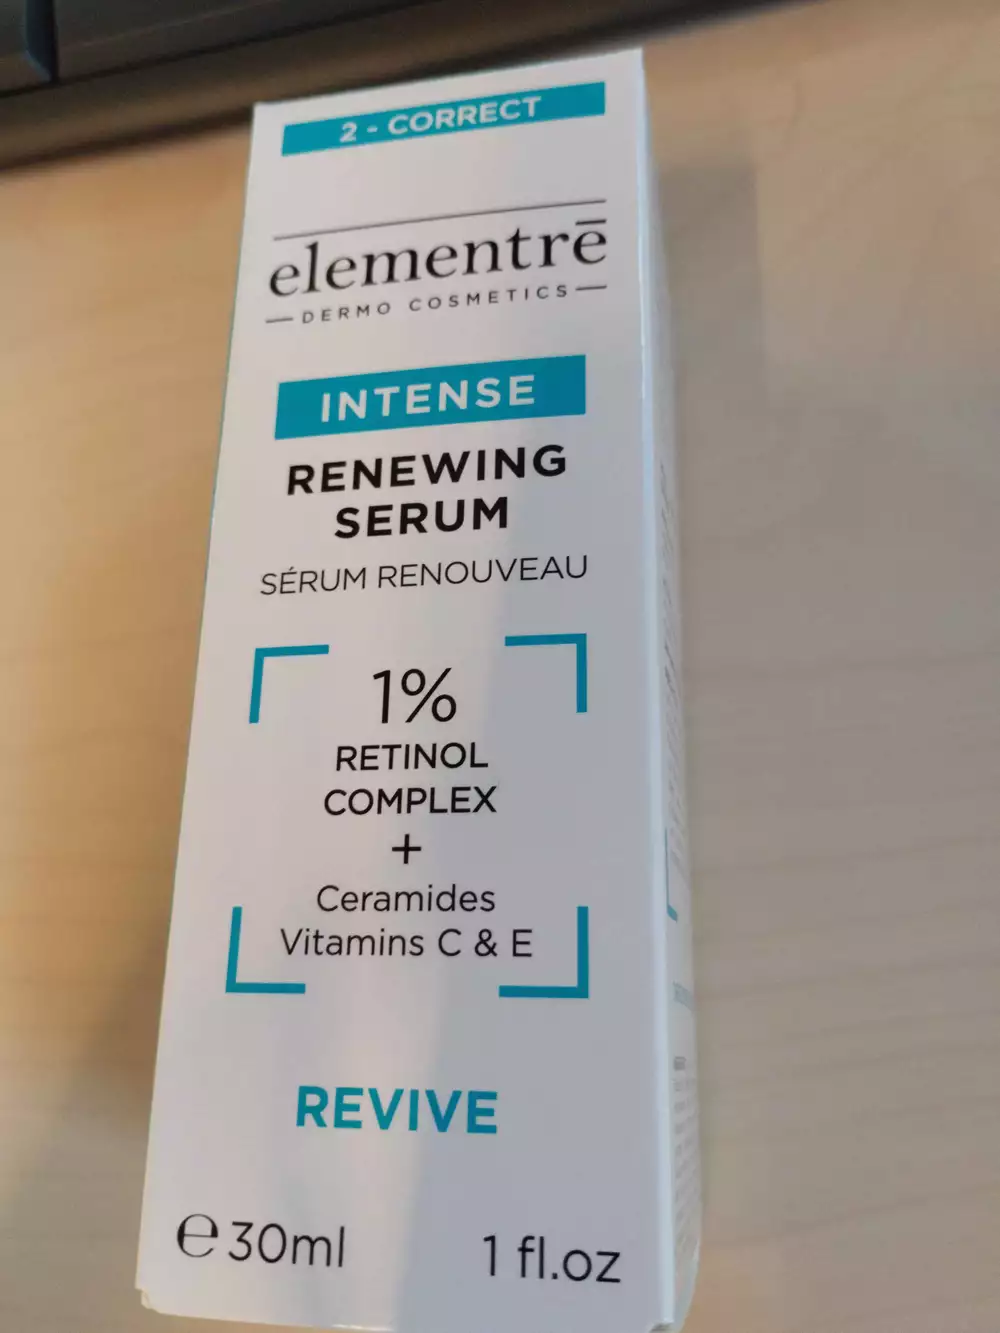 2 - CORRECT
elementrē
DERMO COSMETICS
INTENSE
RENEWING
SERUM
SÉRUM RENOUVEAU
1%
RETINOL
COMPLEX
+
Ceramides
Vitamins C & E
REVIVE
℮30ml 1 fl.oz